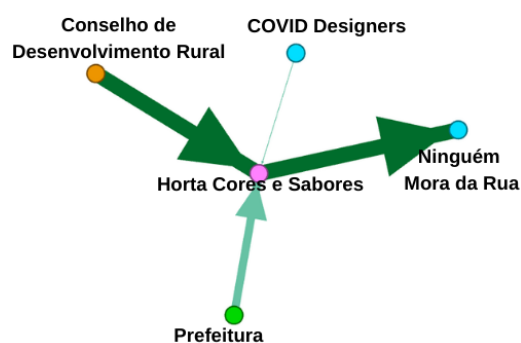 Conselho de
Desenvolvimento Rural
COVID Designers
Ninguém
Mora da Rua
Horta Cores e Sabores
Prefeitura